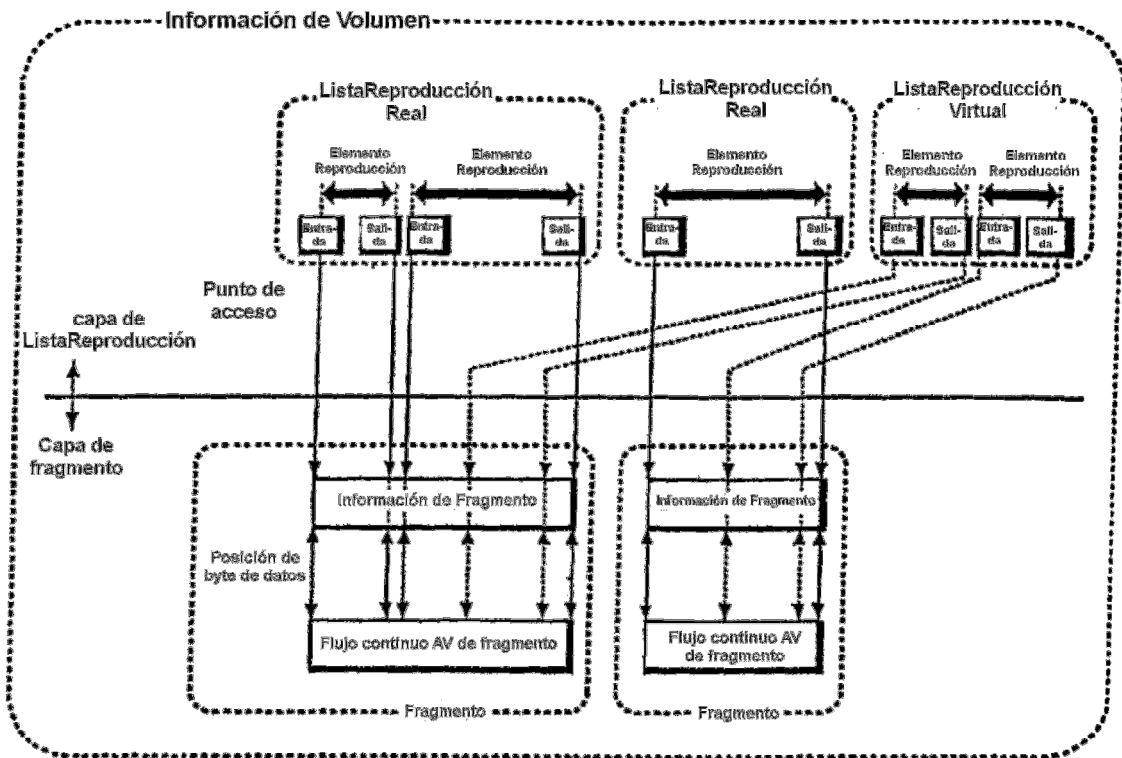 Información de Volumen
ListaReproducción
Real
ListaReproducción
Real
ListaReproducción
Virtual
Elemento
Reproducción
Elemento
Reproducción
Elemento
Reproducción
Elemento
Reproducción
Elemento
Reproducción
Entra-
da
Sali-
da
Entra-
da
Sali-
da
Entra-
da
Sali-
da
Entra-
da
Sali-
da
Entra-
da
Sali-
da
Punto de
acceso
capa de
ListaReproducción
Capa de
fragmento
Información de Fragmento
Información de Fragmento
Posición de
byte de datos
Flujo continuo AV de fragmento
Flujo continuo AV
de fragmento
Fragmento
Fragmento